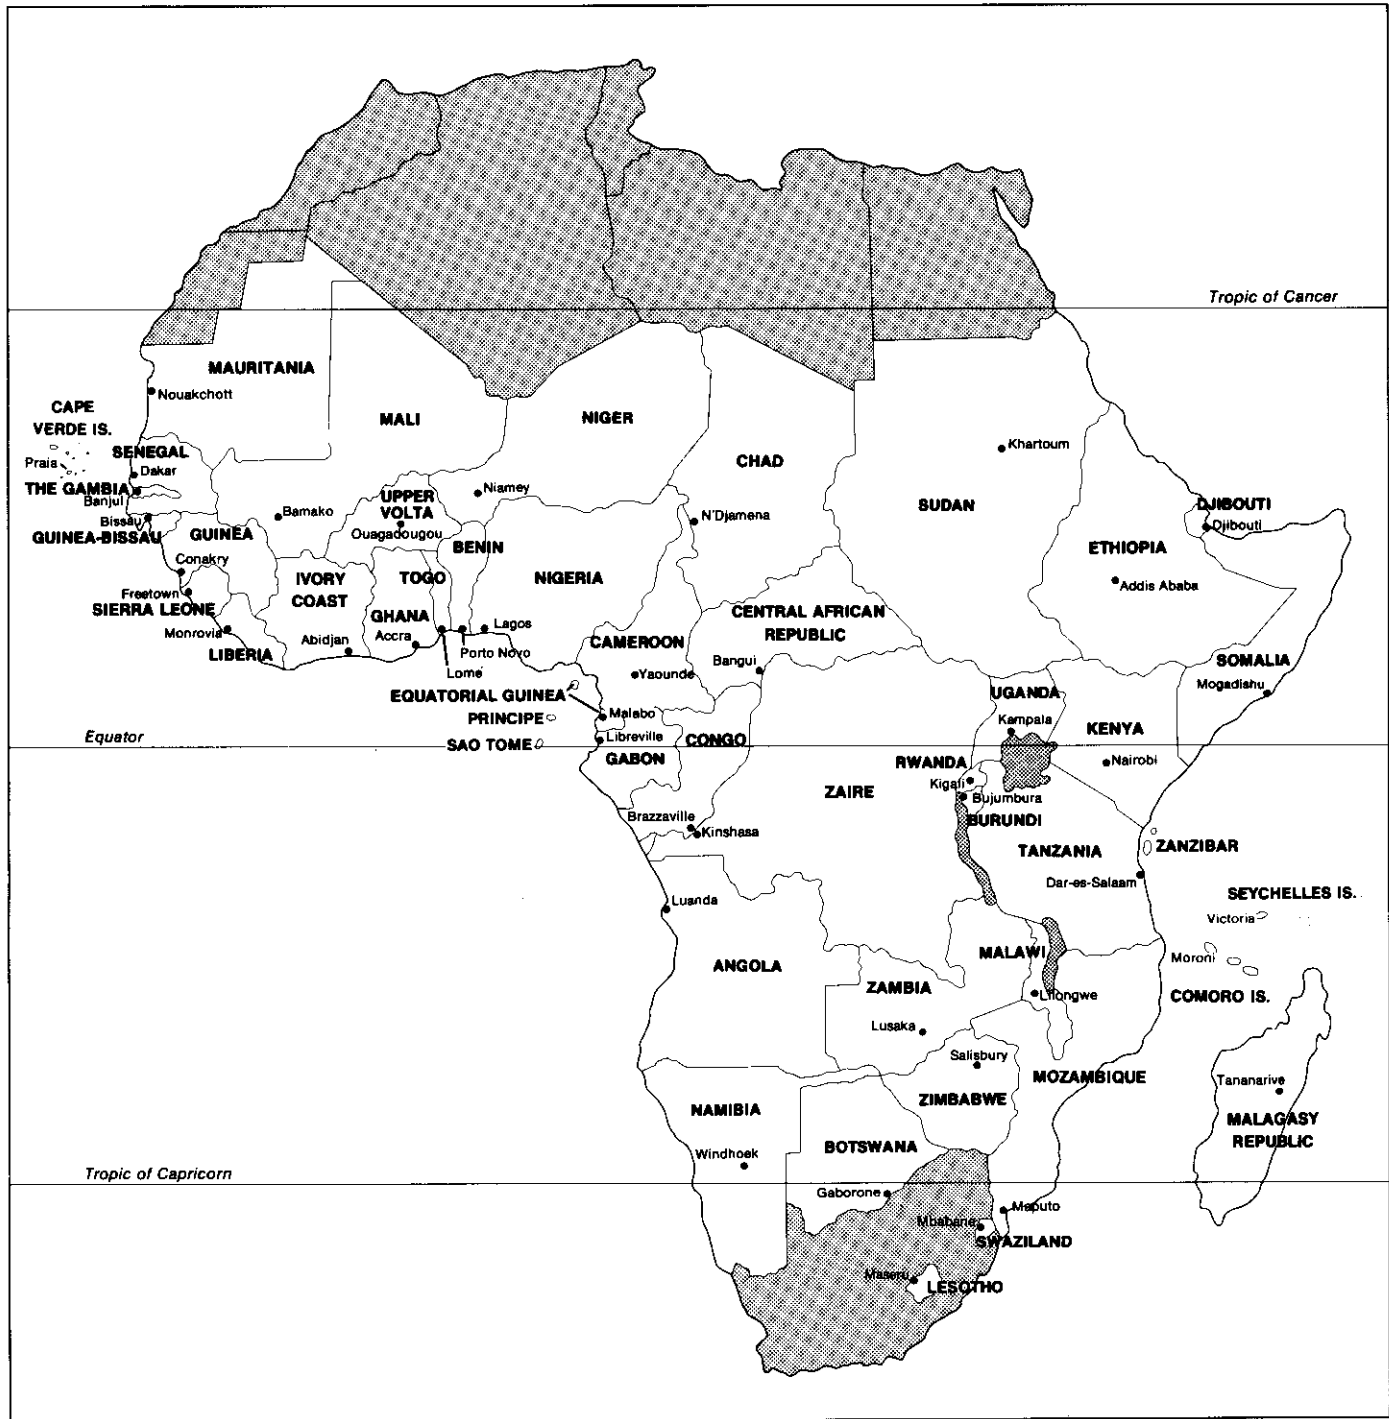 Tropic of Cancer
MAURITANIA
Nouakchott
CAPE
VERDE IS.
Praia
MALI
NIGER
CHAD
Khartoum
SUDAN
SENEGAL
Dakar
THE GAMBIA
Banjul
Bissau
GUINEA-BISSAU
GUINEA
Bamako
UPPER
VOLTA
Ouagadougou
Niamey
N'Djamena
DJIBOUTI
Djibouti
ETHIOPIA
Addis Ababa
BENIN
NIGERIA
TOGO
IVORY
COAST
Conakry
Freetown
SIERRA LEONE
Monrovia
LIBERIA
Abidjan
GHANA
Accra
Lagos
Porto Novo
Lomé
CENTRAL AFRICAN
REPUBLIC
Bangui
CAMEROON
Yaounde
EQUATORIAL GUINEA
Malabo
PRINCIPE
SAO TOME
Libreville
GABON
CONGO
SOMALIA
Mogadishu
UGANDA
Kampala
KENYA
Nairobi
Equator
RWANDA
Kigali
Bujumbura
BURUNDI
ZAIRE
Brazzaville
Kinshasa
TANZANIA
ZANZIBAR
Dar-es-Salaam
SEYCHELLES IS.
Victoria
Luanda
ANGOLA
MALAWI
Lilongwe
Moroni
COMORO IS.
ZAMBIA
Lusaka
Salisbury
ZIMBABWE
MOZAMBIQUE
Tananarive
MALAGASY
REPUBLIC
NAMIBIA
Windhoek
BOTSWANA
Gaborone
Tropic of Capricorn
Maputo
Mbabane
SWAZILAND
Maseru
LESOTHO